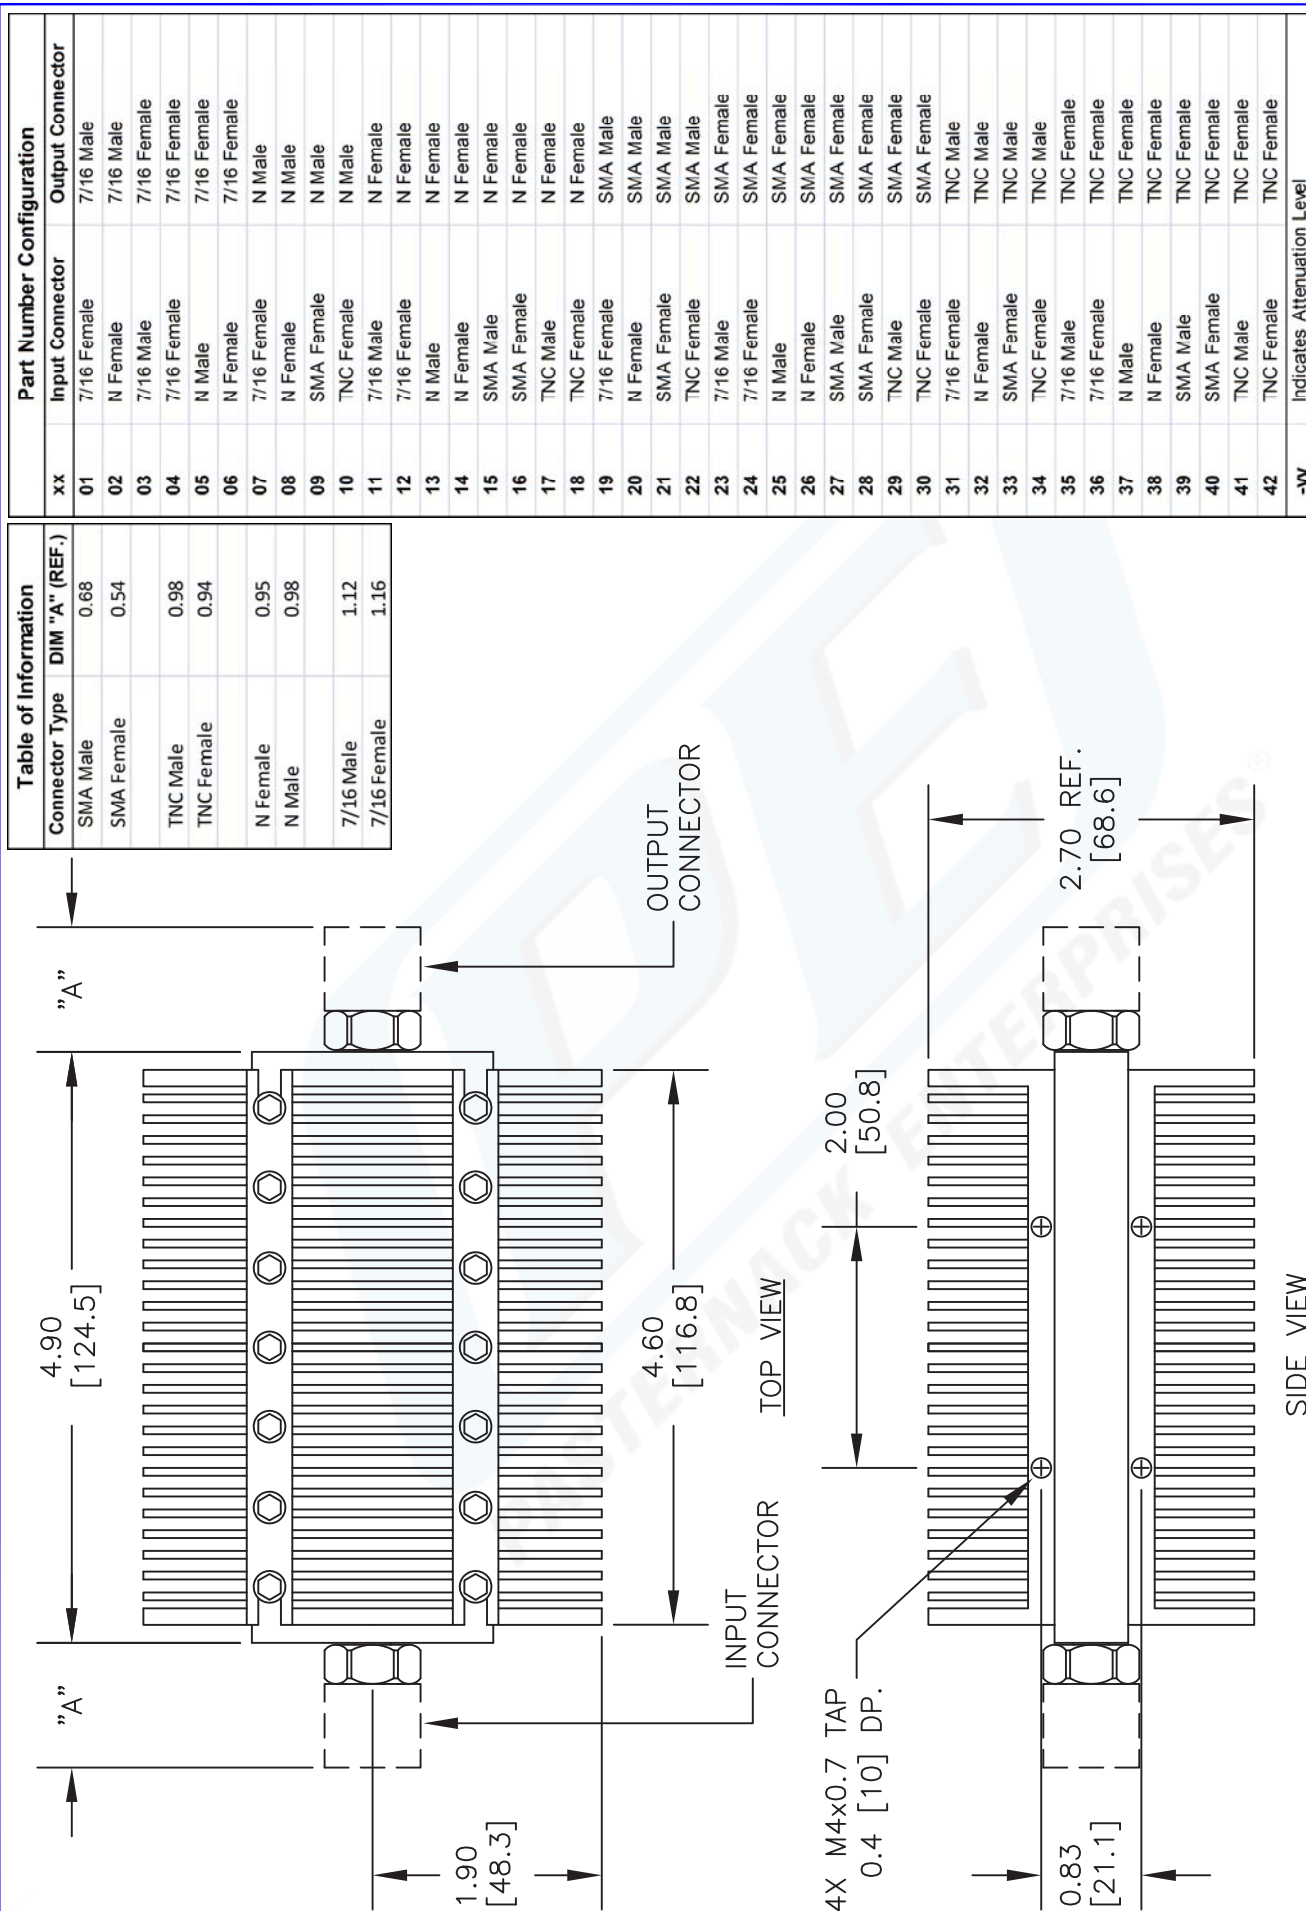 Table of Information
Connector Type DIM "A" (REF.)
SMA Male 0.68
SMA Female 0.54
TNC Male 0.98
TNC Female 0.94
N Female 0.95
N Male 0.98
7/16 Male 1.12
7/16 Female 1.16
Part Number Configuration
xx Input Connector Output Connector
01 7/16 Female 7/16 Male
02 N Female 7/16 Male
03 7/16 Male 7/16 Female
04 7/16 Female 7/16 Female
05 N Male 7/16 Female
06 N Female 7/16 Female
07 7/16 Female N Male
08 N Female N Male
09 SMA Female N Male
10 TNC Female N Male
11 7/16 Male N Female
12 7/16 Female N Female
13 N Male N Female
14 N Female N Female
15 SMA Male N Female
16 SMA Female N Female
17 TNC Male N Female
18 TNC Female N Female
19 7/16 Female SMA Male
20 N Female SMA Male
21 SMA Female SMA Male
22 TNC Female SMA Male
23 7/16 Male SMA Female
24 7/16 Female SMA Female
25 N Male SMA Female
26 N Female SMA Female
27 SMA Male SMA Female
28 SMA Female SMA Female
29 TNC Male SMA Female
30 TNC Female SMA Female
31 7/16 Female TNC Male
32 N Female TNC Male
33 SMA Female TNC Male
34 TNC Female TNC Male
35 7/16 Male TNC Female
36 7/16 Female TNC Female
37 N Male TNC Female
38 N Female TNC Female
39 SMA Male TNC Female
40 SMA Female TNC Female
41 TNC Male TNC Female
42 TNC Female TNC Female
-yy Indicates Attenuation Level
"A"
4.90
[124.5]
"A"
1.90
[48.3]
INPUT
CONNECTOR
4.60
[116.8]
OUTPUT
CONNECTOR
TOP VIEW
4X M4x0.7 TAP
0.4 [10] DP.
2.00
[50.8]
0.83
[21.1]
2.70 REF.
[68.6]
SIDE VIEW
PE
PASTERNACK ENTERPRISES®